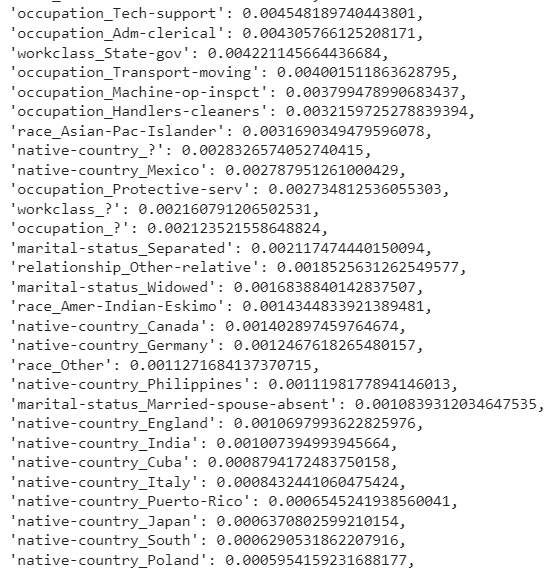 'occupation_Tech-support': 0.004548189740443801,
'occupation_Adm-clerical': 0.004305766125208171,
'workclass_State-gov': 0.004221145664436684,
'occupation_Transport-moving': 0.004001511863628795,
'occupation_Machine-op-inspct': 0.003799478990683437,
'occupation_Handlers-cleaners': 0.0032159725278839394,
'race_Asian-Pac-Islander': 0.0031690349479596078,
'native-country_?': 0.0028326574052740415,
'native-country_Mexico': 0.002787951261000429,
'occupation_Protective-serv': 0.002734812536055303,
'workclass_?': 0.002160791206502531,
'occupation_?': 0.002123521558648824,
'marital-status_Separated': 0.002117474440150094,
'relationship_Other-relative': 0.0018525631262549577,
'marital-status_Widowed': 0.0016838840142837507,
'race_Amer-Indian-Eskimo': 0.0014344833921389481,
'native-country_Canada': 0.001402897459764674,
'native-country_Germany': 0.0012467618265480157,
'race_Other': 0.0011271684137370715,
'native-country_Philippines': 0.0011198177894146013,
'marital-status_Married-spouse-absent': 0.0010839312034647535,
'native-country_England': 0.0010697993622825976,
'native-country_India': 0.001007394993945664,
'native-country_Cuba': 0.0008794172483750158,
'native-country_Italy': 0.0008432441060475424,
'native-country_Puerto-Rico': 0.0006545241938560041,
'native-country_Japan': 0.0006370802599210154,
'native-country_South': 0.0006290531862207916,
'native-country_Poland': 0.0005954159231688177,